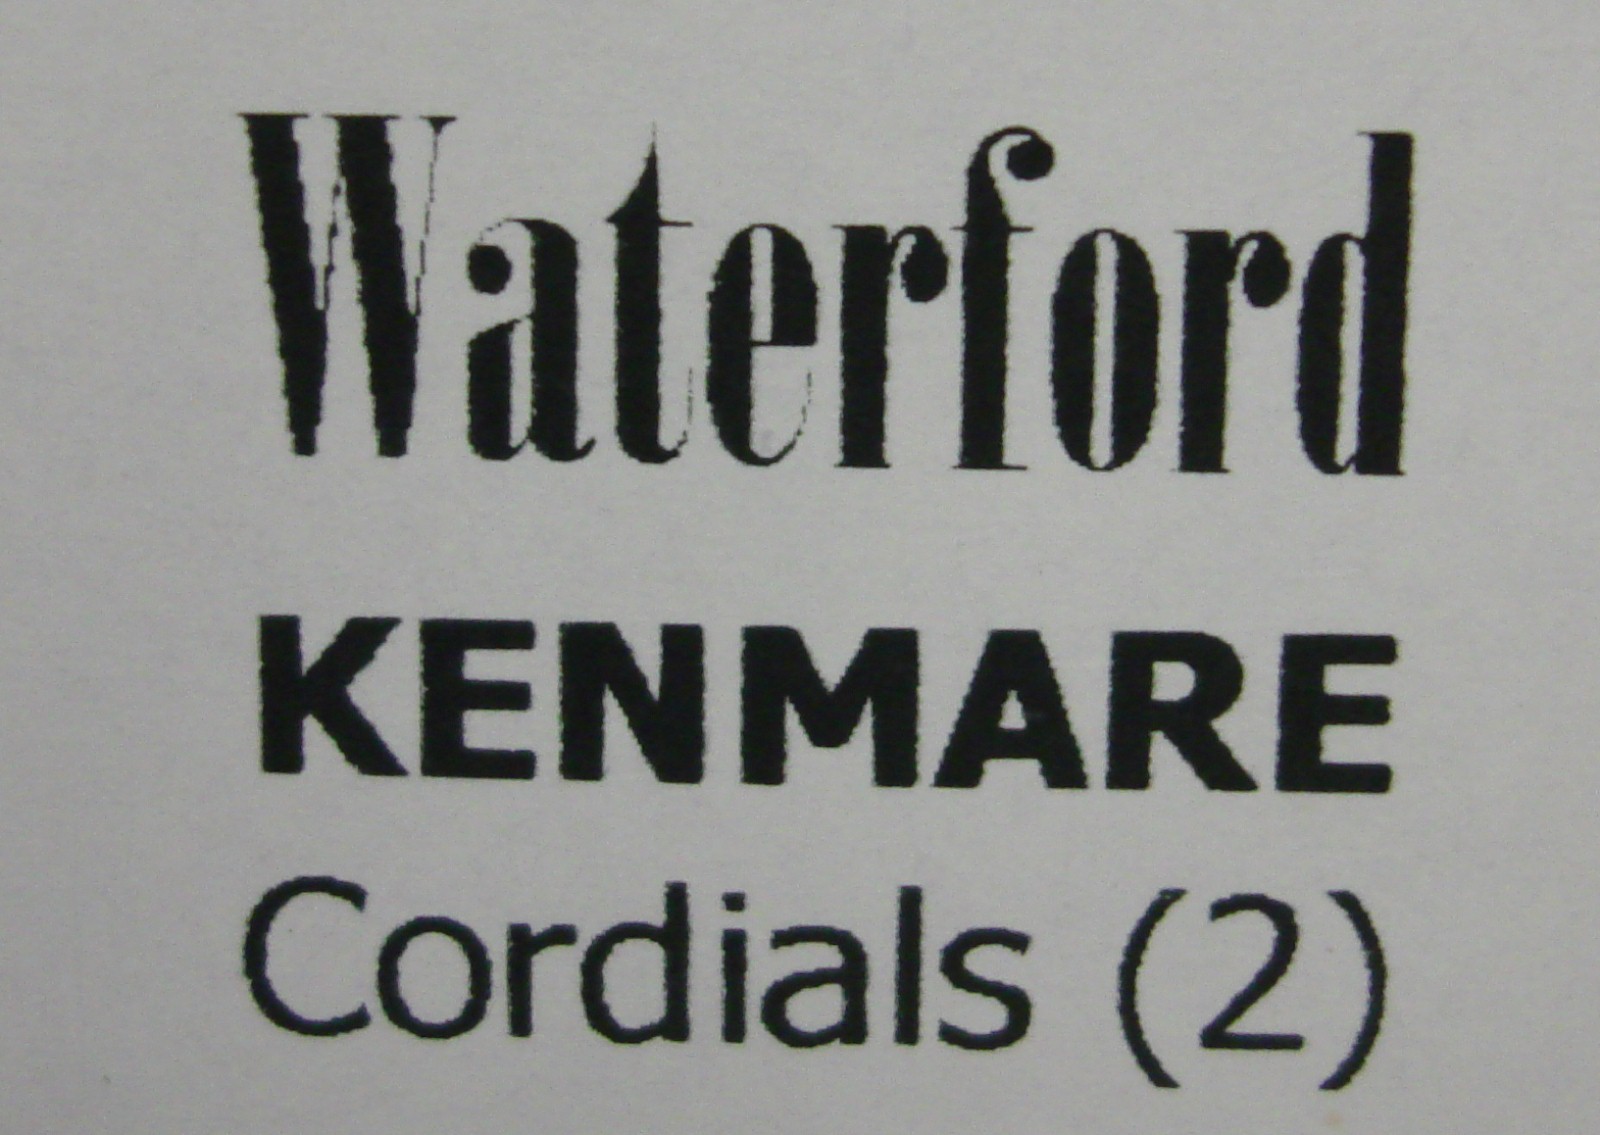 Waterford
KENMARE
Cordials (2)